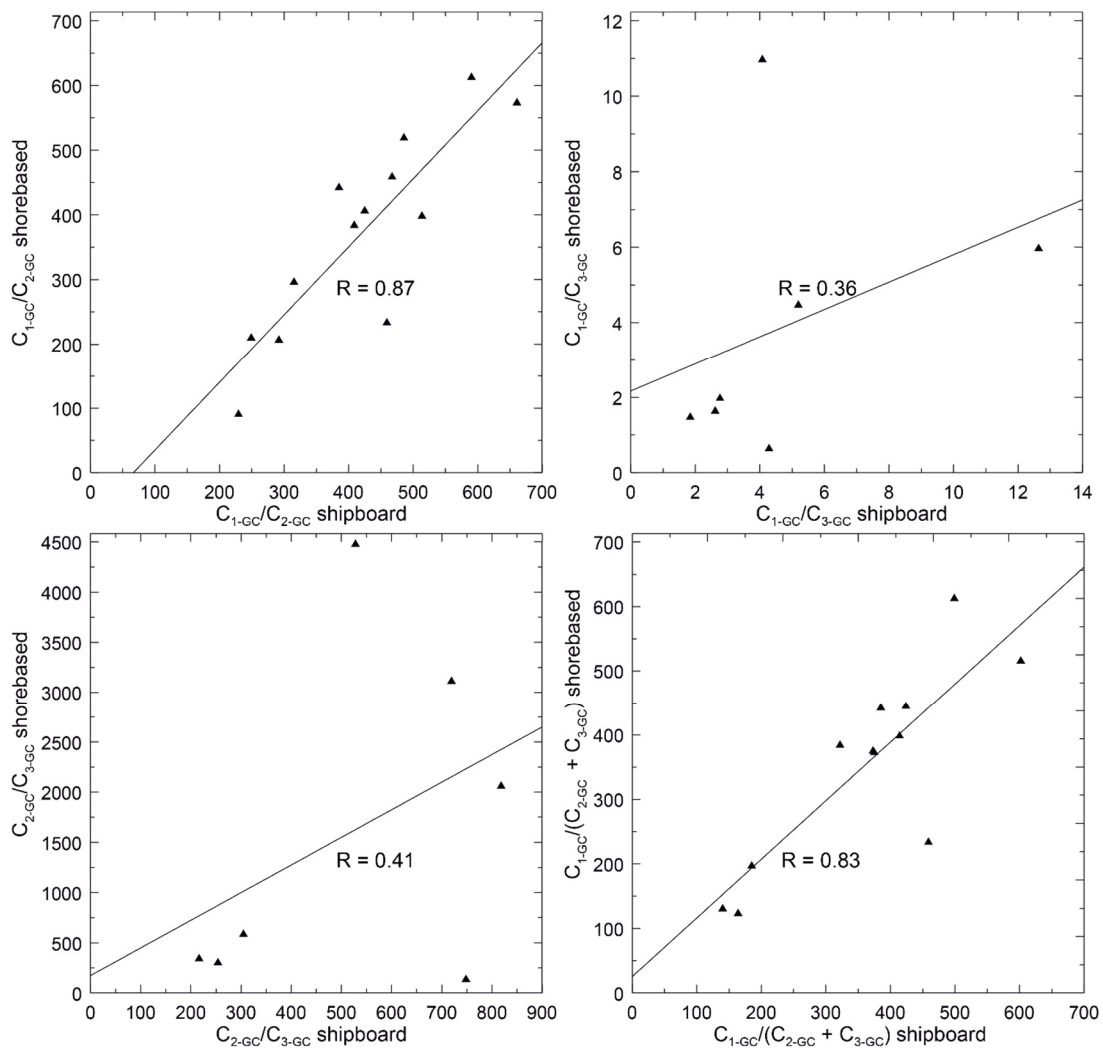 700
600
500
400
300
200
100
0
C1-GC/C2-GC shorebased
R = 0.87
0 100 200 300 400 500 600 700
C1-GC/C2-GC shipboard
12
10
8
6
4
2
0
C1-GC/C3-GC shorebased
R = 0.36
0 2 4 6 8 10 12 14
C1-GC/C3-GC shipboard
4500
4000
3500
3000
2500
2000
1500
1000
500
0
C2-GC/C3-GC shorebased
R = 0.41
0 100 200 300 400 500 600 700 800 900
C2-GC/C3-GC shipboard
700
600
500
400
300
200
100
0
C1-GC/(C2-GC + C3-GC) shorebased
R = 0.83
0 100 200 300 400 500 600 700
C1-GC/(C2-GC + C3-GC) shipboard